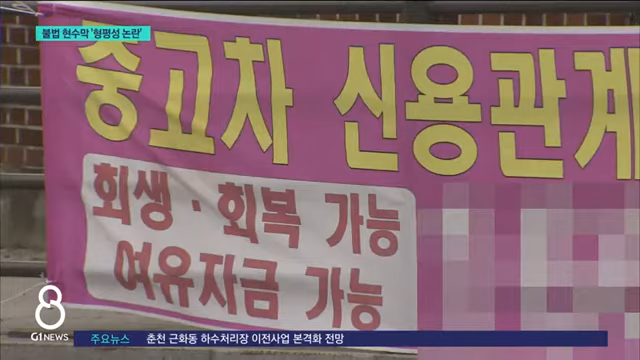 불법 현수막 '형평성 논란'
중고차 신용관계
회생 · 회복 가능
여유자금 가능
8
G1NEWS
주요뉴스 춘천 근화동 하수처리장 이전사업 본격화 전망